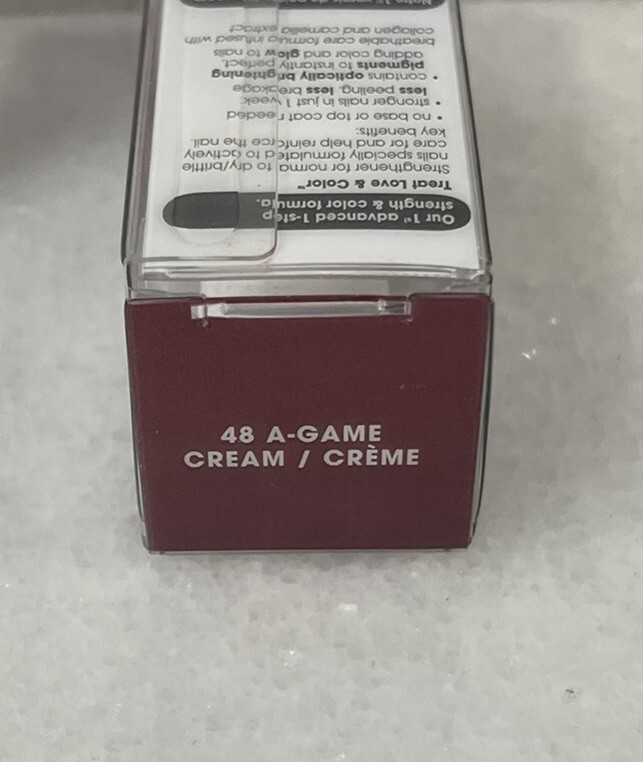 Our 1st advanced 1-step
strength & color formula.
Treat Love & Color™
Strengthener for normal to dry/brittle
nails specially formulated to actively
care for and help reinforce the nail.
key benefits:
• no base or top coat needed
• stronger nails in just 1 week:
less peeling, less breakage
• contains optically brightening
pigments to instantly perfect,
adding color and glow to nails
breathable care formula infused with
collagen and camellia extract
48 A-GAME
CREAM / CRÈME